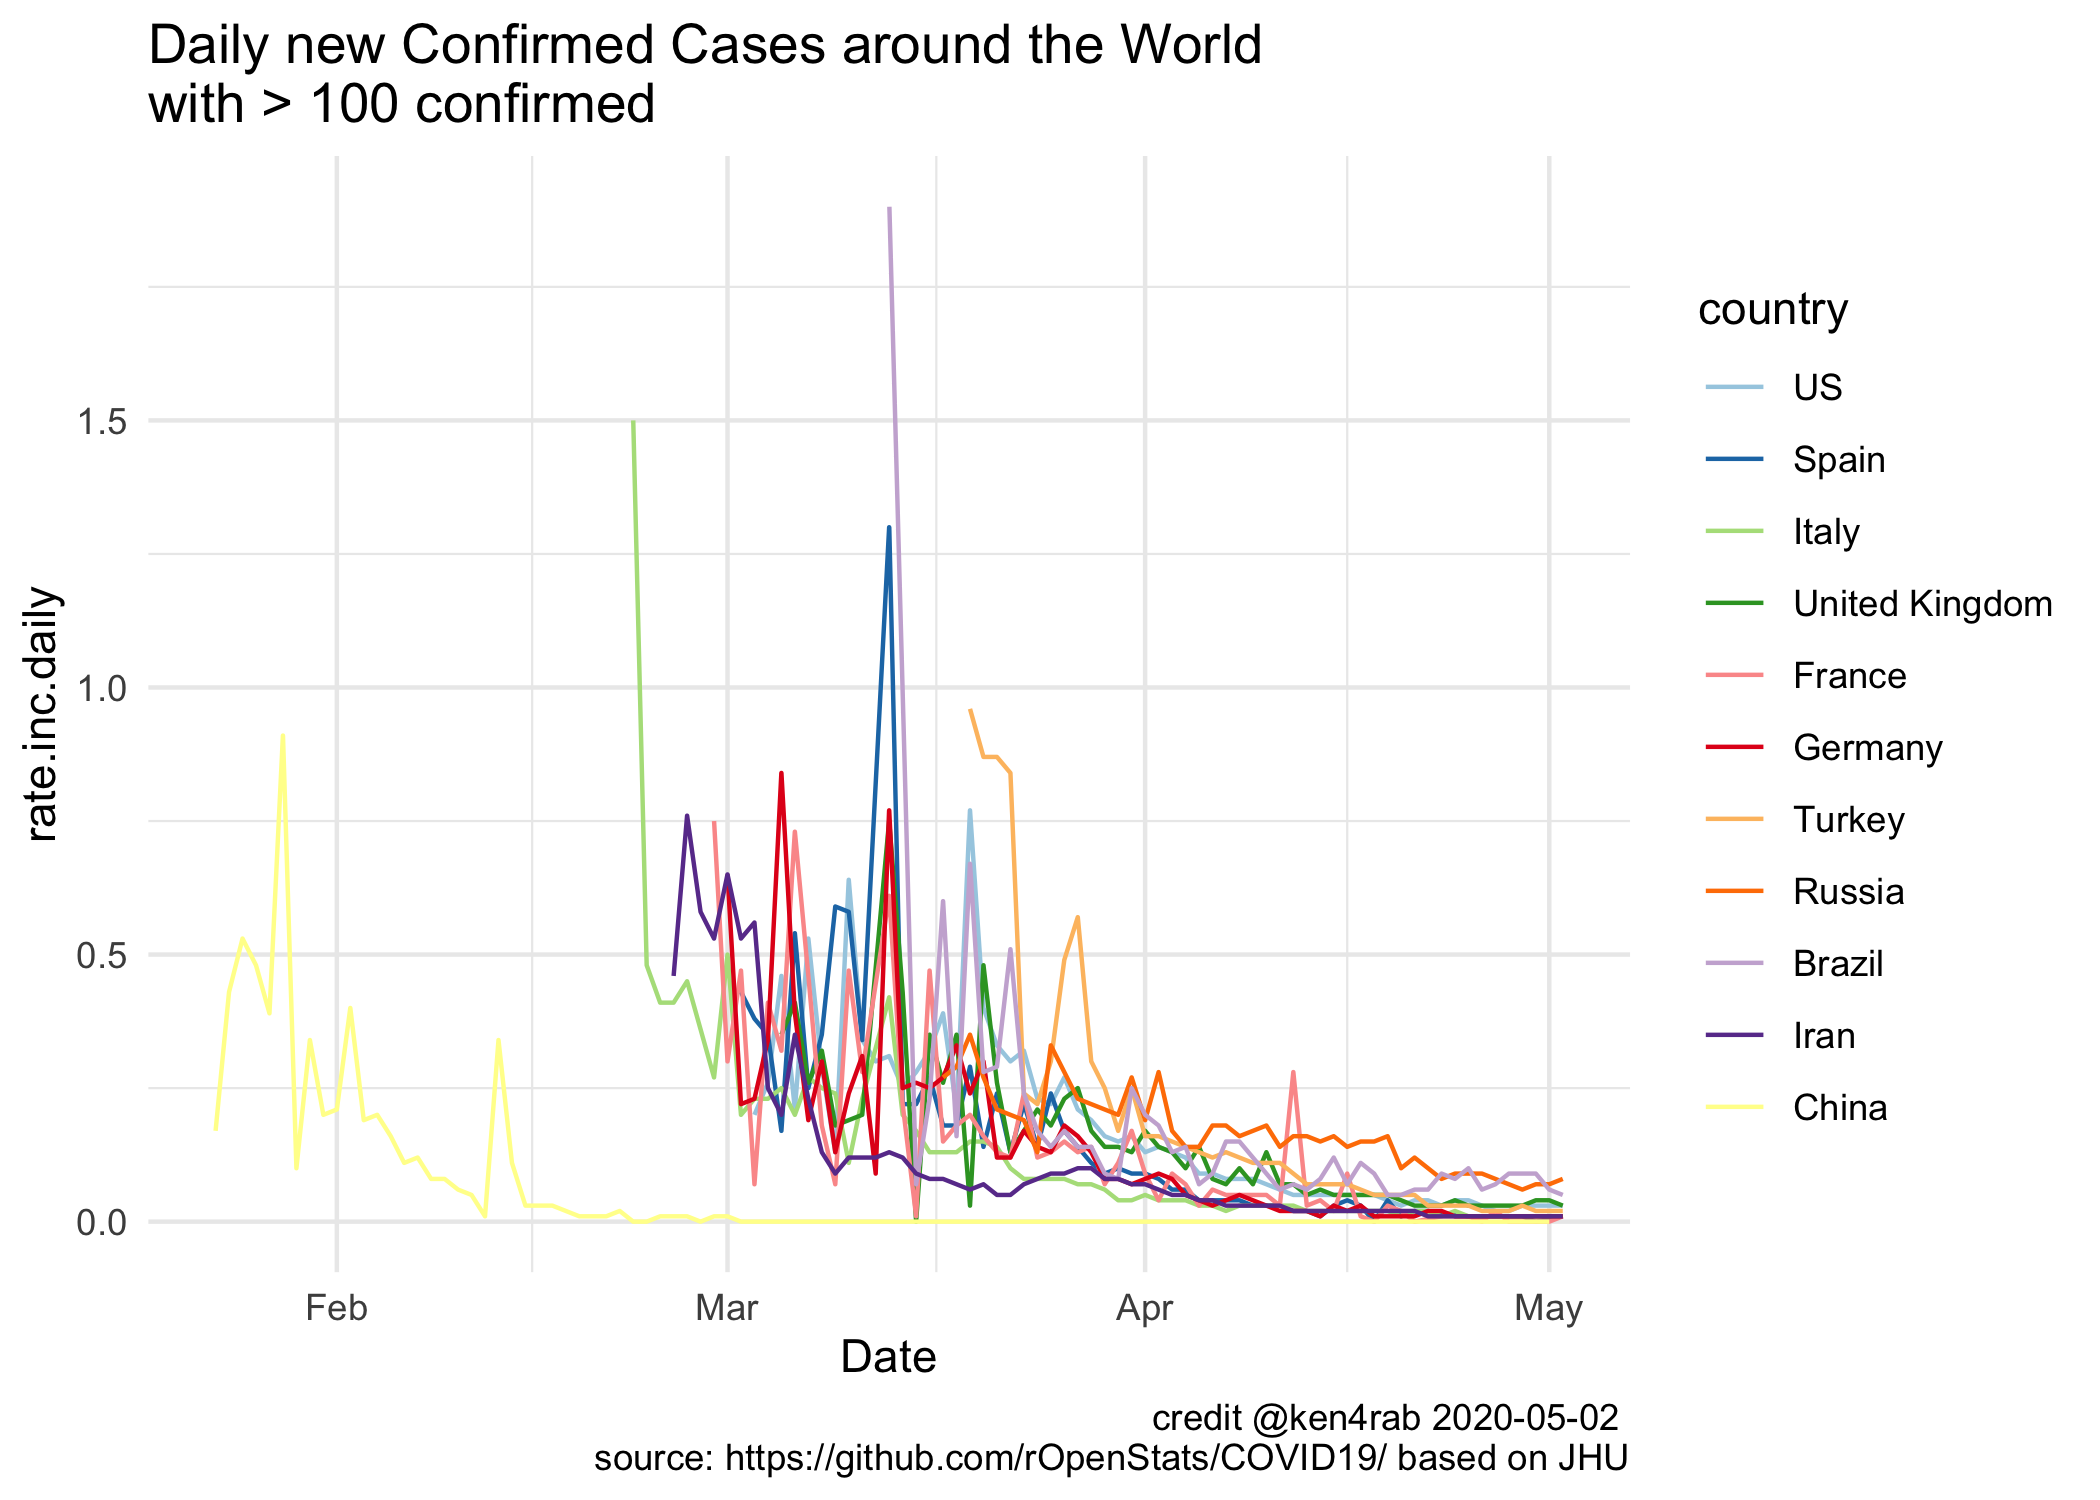 Daily new Confirmed Cases around the World
with > 100 confirmed
rate.inc.daily
1.5
1.0
0.5
0.0
Feb
Mar
Apr
May
Date
country
US
Spain
Italy
United Kingdom
France
Germany
Turkey
Russia
Brazil
Iran
China
credit @ken4rab 2020-05-02
source: https://github.com/rOpenStats/COVID19/ based on JHU